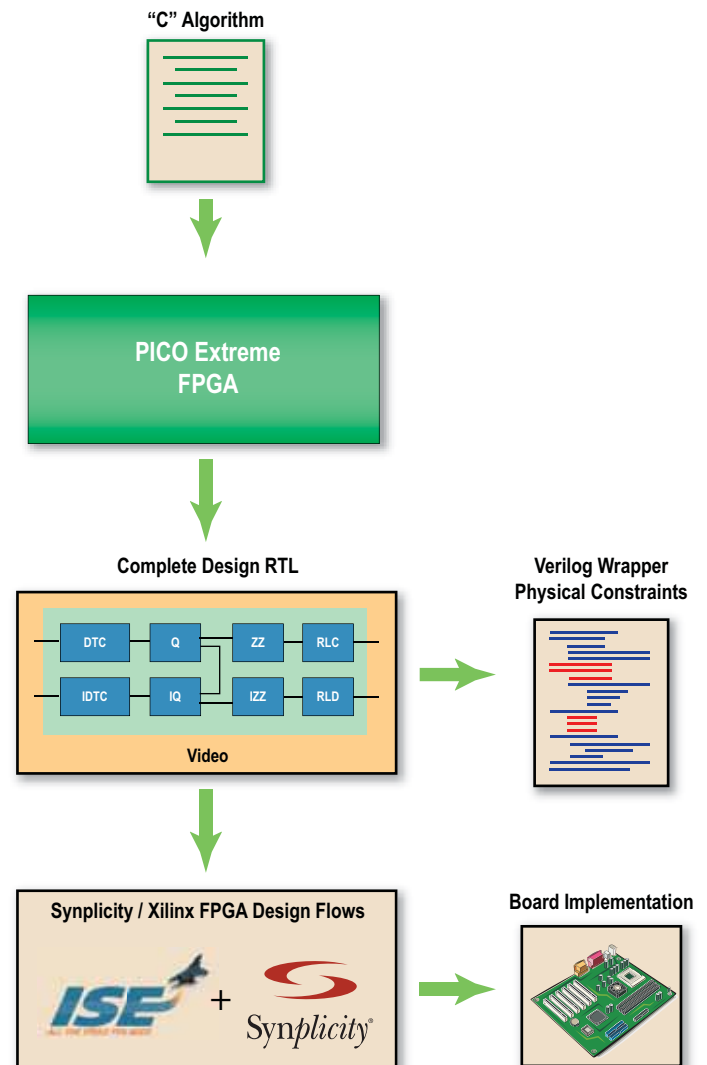 “C” Algorithm
PICO Extreme
FPGA
Complete Design RTL
Verilog Wrapper
Physical Constraints
DTC
Q
ZZ
RLC
IDTC
IQ
IZZ
RLD
Video
Synplicity / Xilinx FPGA Design Flows
Board Implementation
ISE
+
Synplicity®